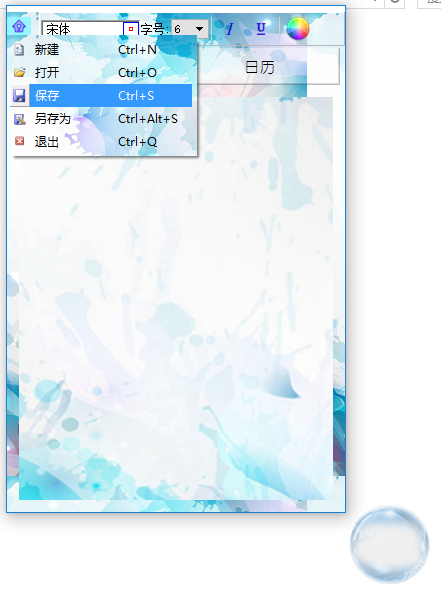 宋体 字号 6 I U
新建 Ctrl+N
日历
打开 Ctrl+O
保存 Ctrl+S
另存为 Ctrl+Alt+S
退出 Ctrl+Q